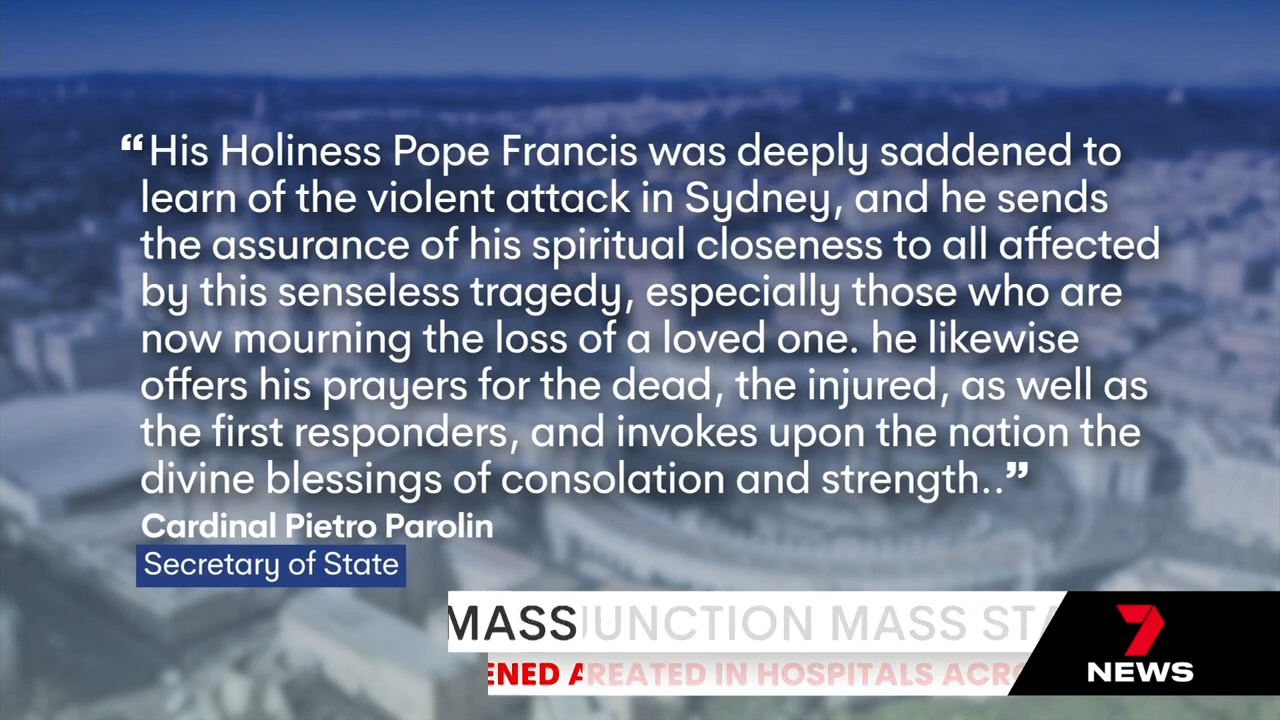 “His Holiness Pope Francis was deeply saddened to
learn of the violent attack in Sydney, and he sends
the assurance of his spiritual closeness to all affected
by this senseless tragedy, especially those who are
now mourning the loss of a loved one. he likewise
offers his prayers for the dead, the injured, as well as
the first responders, and invokes upon the nation the
divine blessings of consolation and strength..”
Cardinal Pietro Parolin
Secretary of State
MASS JUNCTION MASS
REATED IN HOSPITALS
7
NEWS